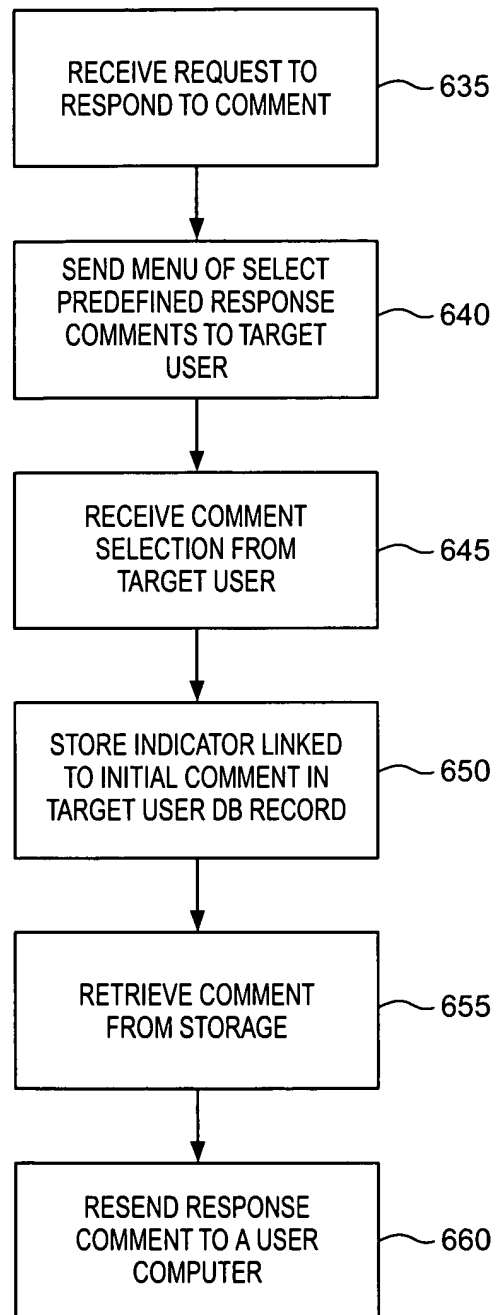 RECEIVE REQUEST TO
RESPOND TO COMMENT
635
SEND MENU OF SELECT
PREDEFINED RESPONSE
COMMENTS TO TARGET
USER
640
RECEIVE COMMENT
SELECTION FROM
TARGET USER
645
STORE INDICATOR LINKED
TO INITIAL COMMENT IN
TARGET USER DB RECORD
650
RETRIEVE COMMENT
FROM STORAGE
655
RESEND RESPONSE
COMMENT TO A USER
COMPUTER
660